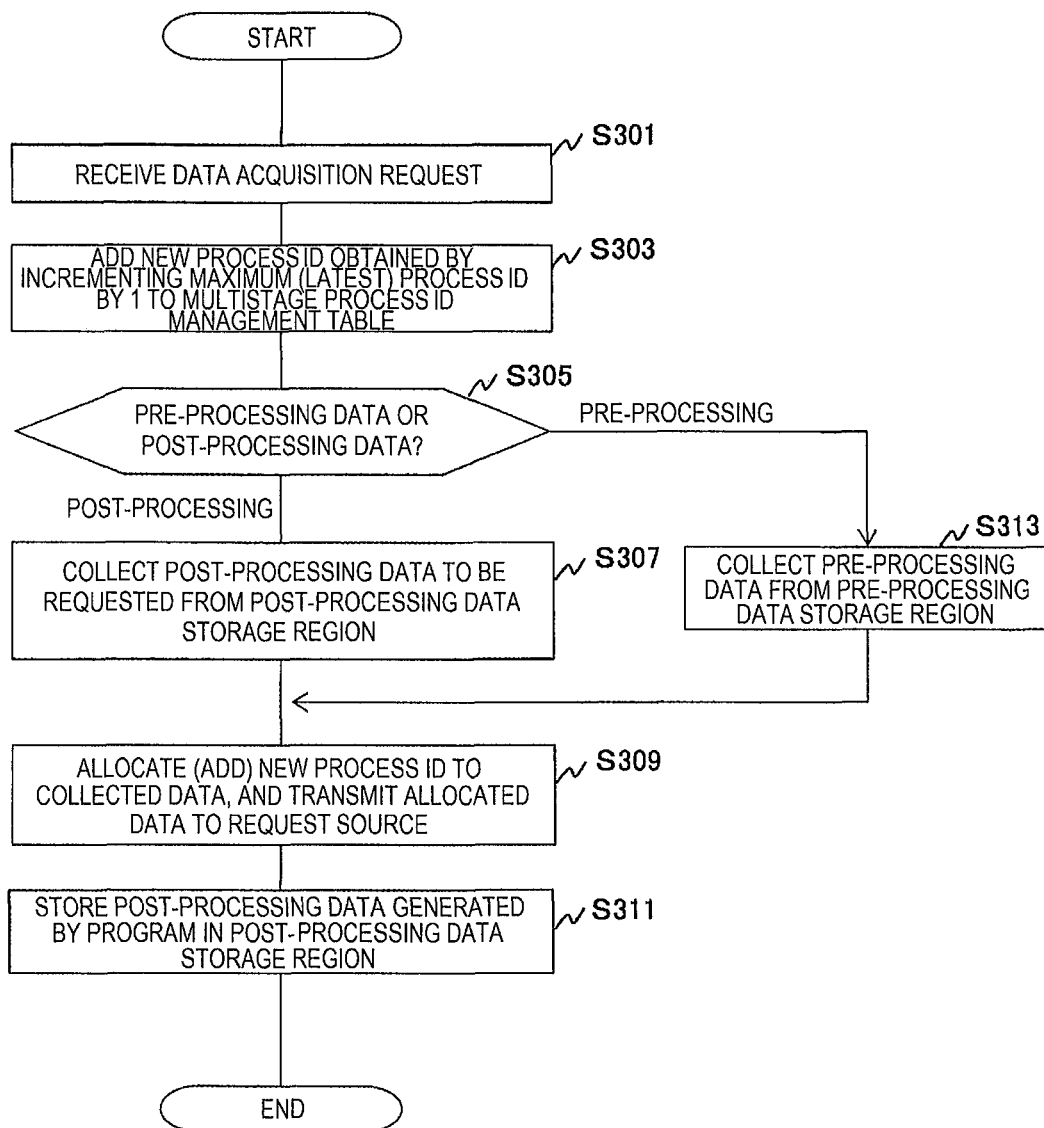 START
S301
RECEIVE DATA ACQUISITION REQUEST
S303
ADD NEW PROCESS ID OBTAINED BY
INCREMENTING MAXIMUM (LATEST) PROCESS ID
BY 1 TO MULTISTAGE PROCESS ID
MANAGEMENT TABLE
S305
PRE-PROCESSING DATA OR
POST-PROCESSING DATA?
PRE-PROCESSING
POST-PROCESSING
S307
COLLECT POST-PROCESSING DATA TO BE
REQUESTED FROM POST-PROCESSING DATA
STORAGE REGION
S313
COLLECT PRE-PROCESSING
DATA FROM PRE-PROCESSING
DATA STORAGE REGION
S309
ALLOCATE (ADD) NEW PROCESS ID TO
COLLECTED DATA, AND TRANSMIT ALLOCATED
DATA TO REQUEST SOURCE
S311
STORE POST-PROCESSING DATA GENERATED
BY PROGRAM IN POST-PROCESSING DATA
STORAGE REGION
END